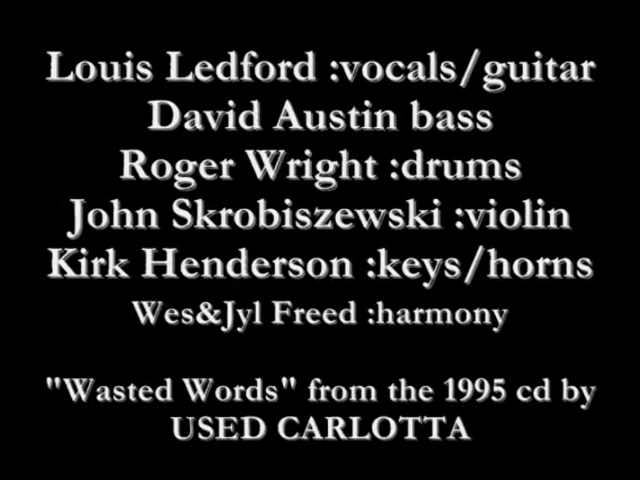 Louis Ledford :vocals/guitar
David Austin bass
Roger Wright :drums
John Skrobiszewski :violin
Kirk Henderson :keys/horns
Wes&Jyl Freed :harmony
"Wasted Words" from the 1995 cd by
USED CARLOTTA